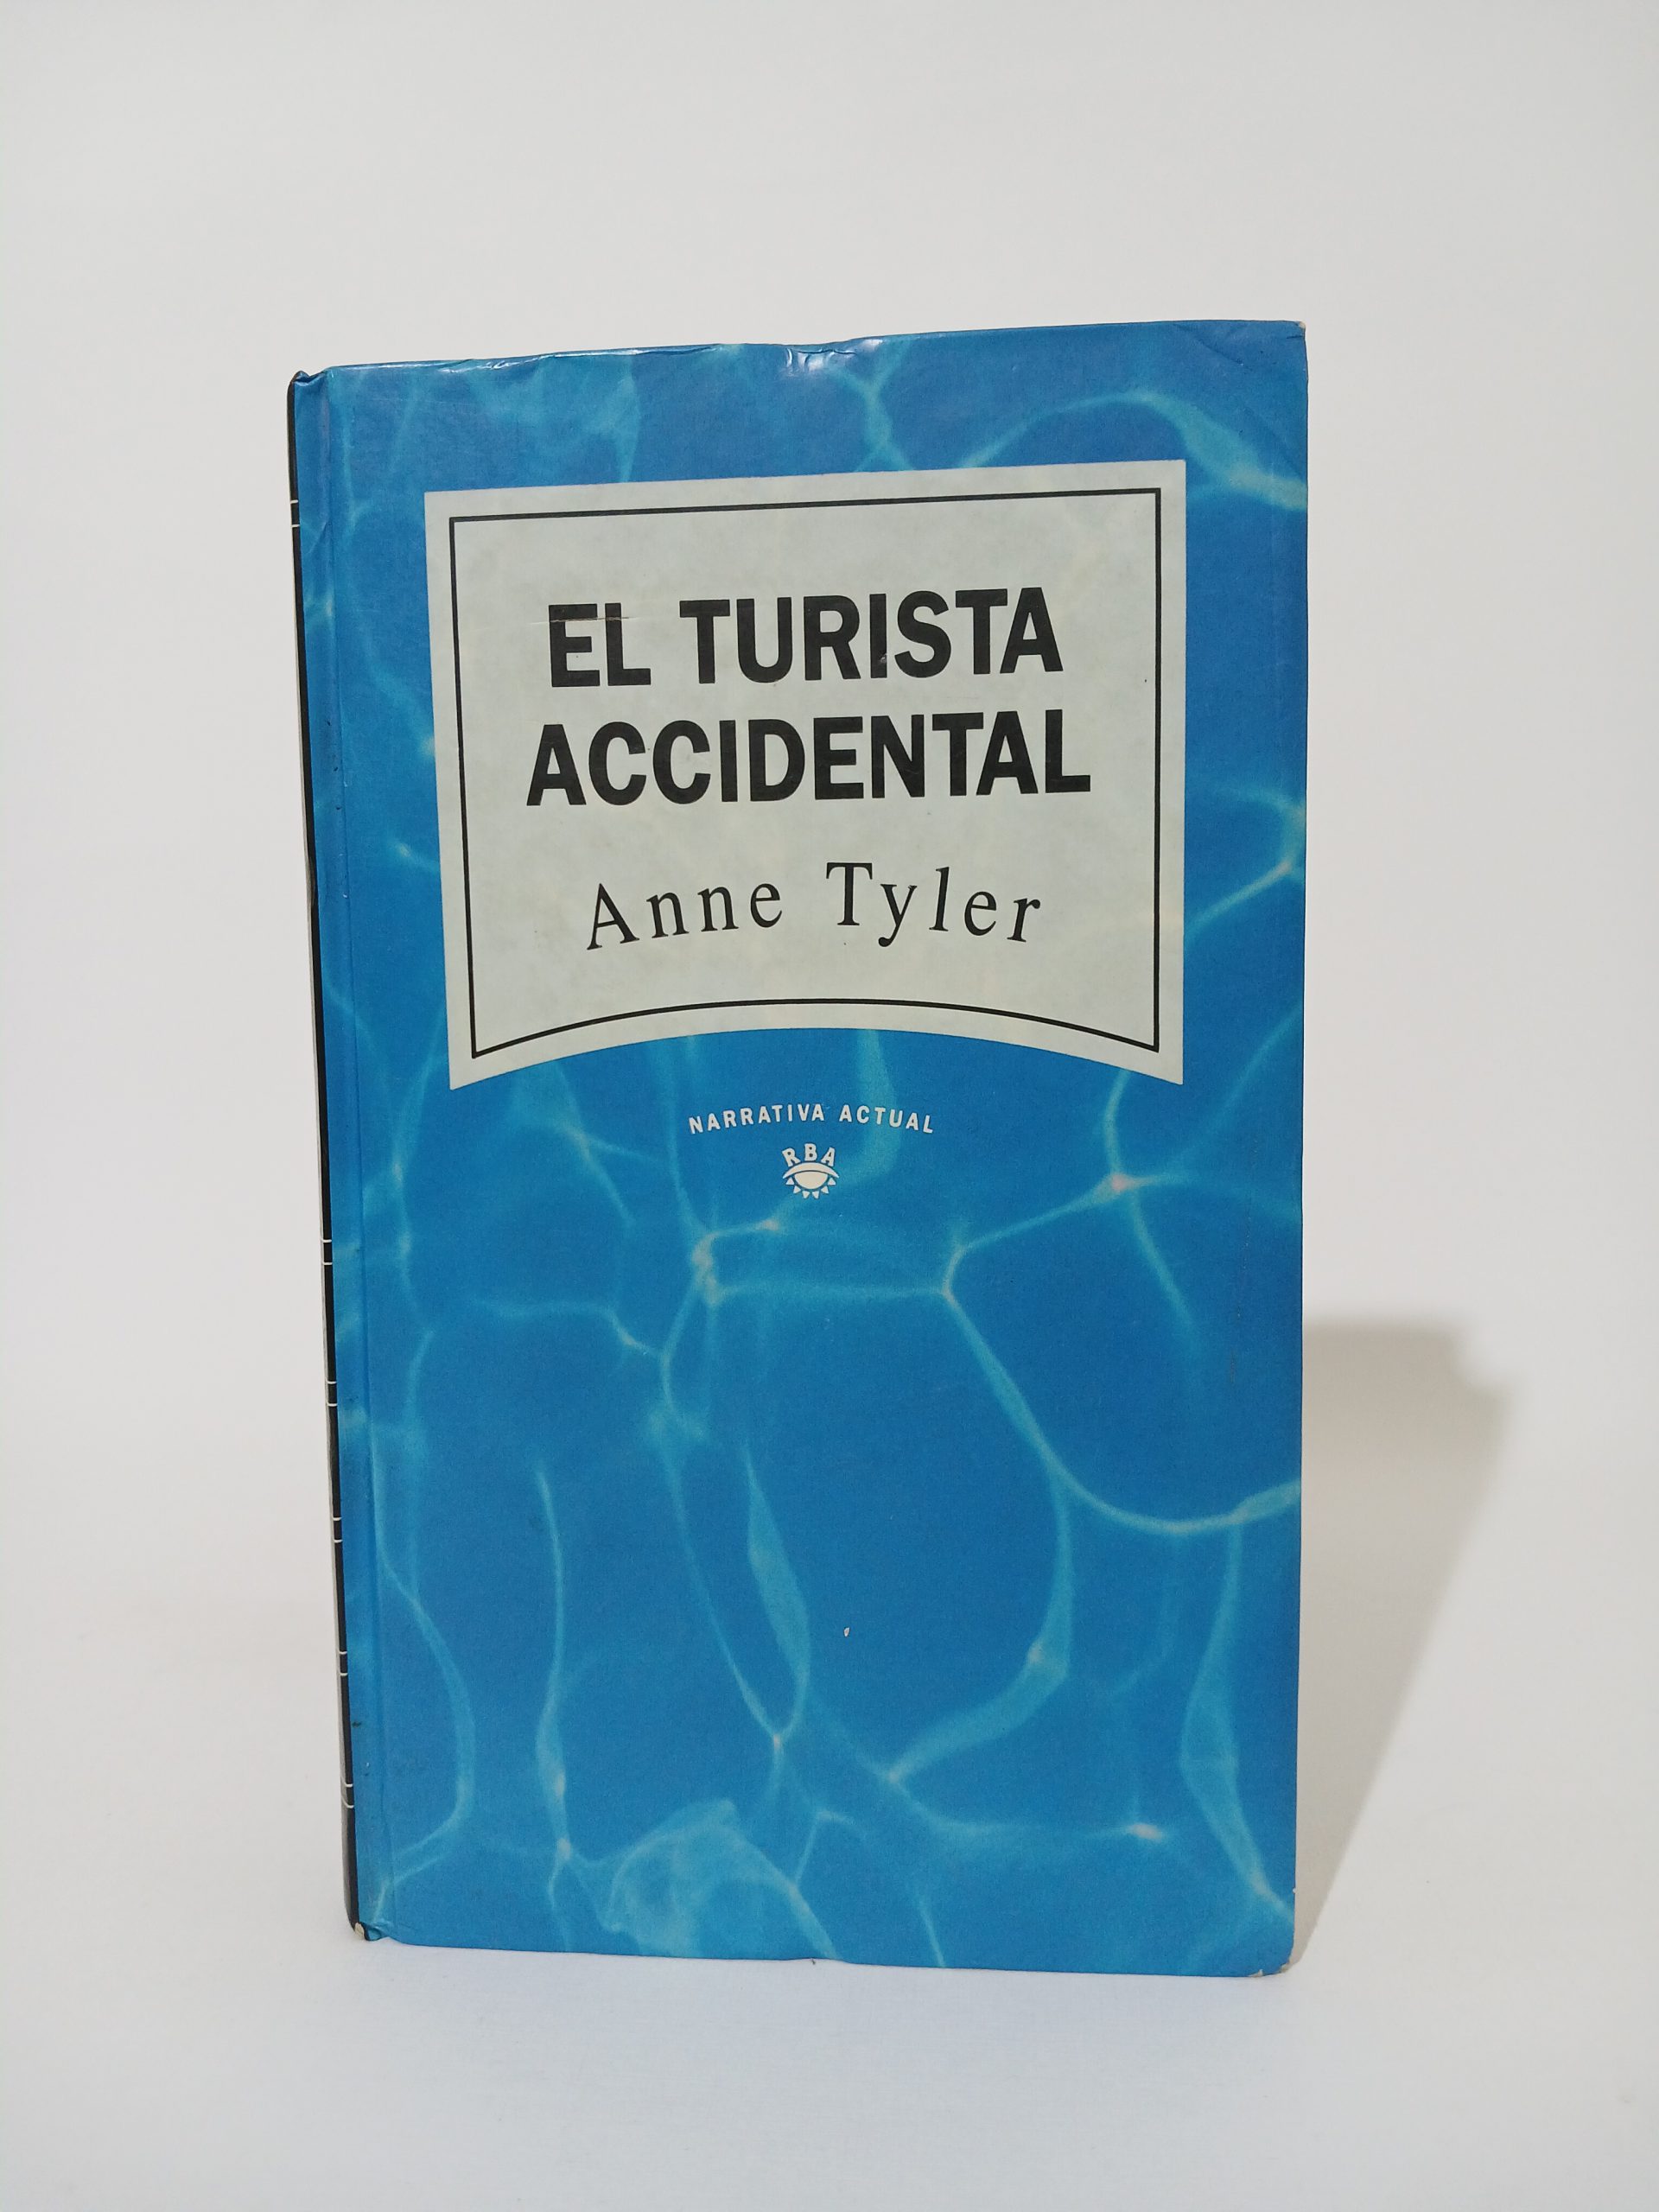 EL TURISTA
ACCIDENTAL
Anne Tyler
NARRATIVA ACTUAL
RBA